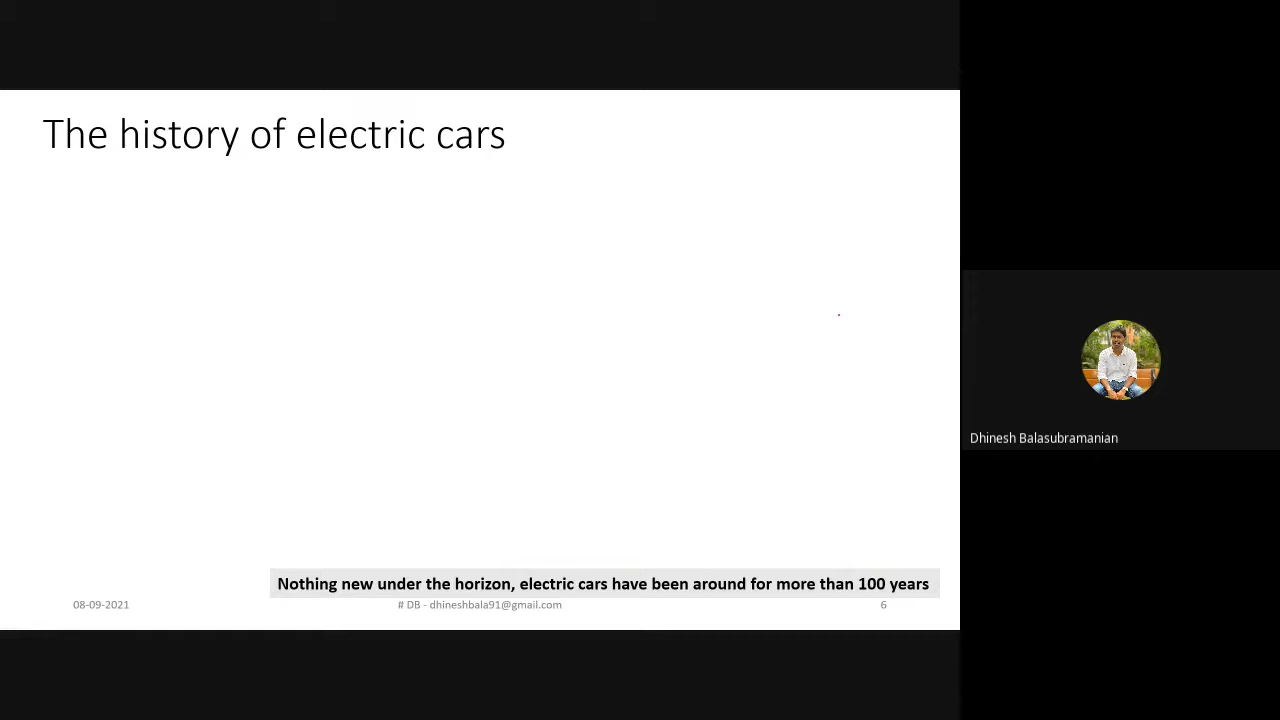 The history of electric cars
Dhinesh Balasubramanian
Nothing new under the horizon, electric cars have been around for more than 100 years
08-09-2021
# DB - dhineshbala91@gmail.com
6